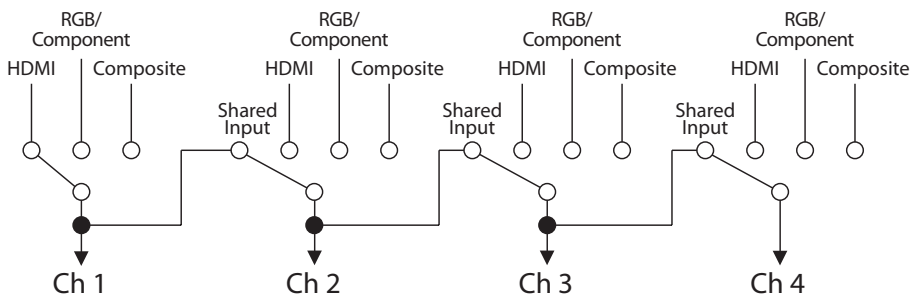 RGB/
Component
HDMI
Composite
RGB/
Component
HDMI
Composite
Shared
Input
RGB/
Component
HDMI
Composite
Shared
Input
RGB/
Component
HDMI
Composite
Shared
Input
Ch 1
Ch 2
Ch 3
Ch 4